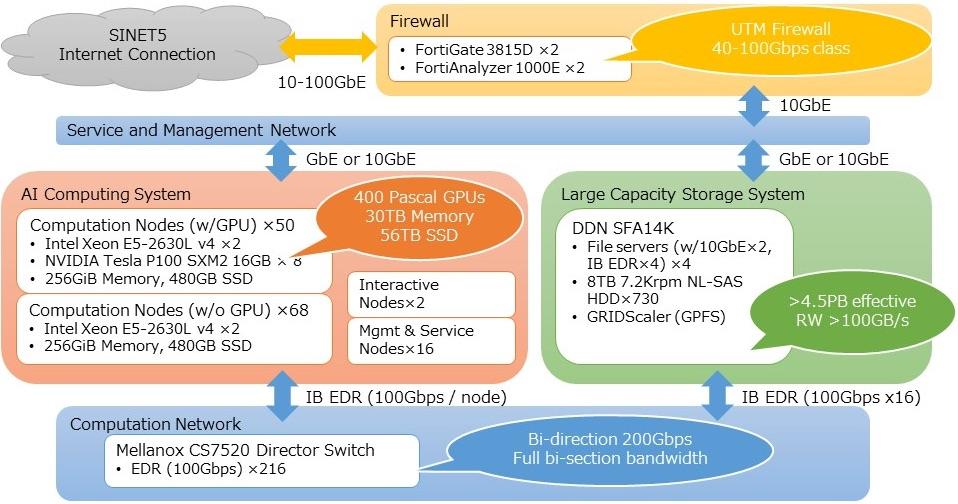 SINET5
Internet Connection
10-100GbE
Firewall
• FortiGate 3815D ×2
• FortiAnalyzer 1000E ×2
UTM Firewall
40-100Gbps class
10GbE
Service and Management Network
GbE or 10GbE
GbE or 10GbE
AI Computing System
400 Pascal GPUs
30TB Memory
56TB SSD
Computation Nodes (w/GPU) ×50
• Intel Xeon E5-2630L v4 ×2
• NVIDIA Tesla P100 SXM2 16GB × 8
• 256GiB Memory, 480GB SSD
Computation Nodes (w/o GPU) ×68
• Intel Xeon E5-2630L v4 ×2
• 256GiB Memory, 480GB SSD
Interactive
Nodes×2
Mgmt & Service
Nodes×16
Large Capacity Storage System
DDN SFA14K
• File servers (w/10GbE×2,
IB EDR×4) ×4
• 8TB 7.2Krpm NL-SAS
HDD×730
• GRIDScaler (GPFS)
>4.5PB effective
RW >100GB/s
IB EDR (100Gbps / node)
IB EDR (100Gbps x16)
Computation Network
Mellanox CS7520 Director Switch
• EDR (100Gbps) ×216
Bi-direction 200Gbps
Full bi-section bandwidth